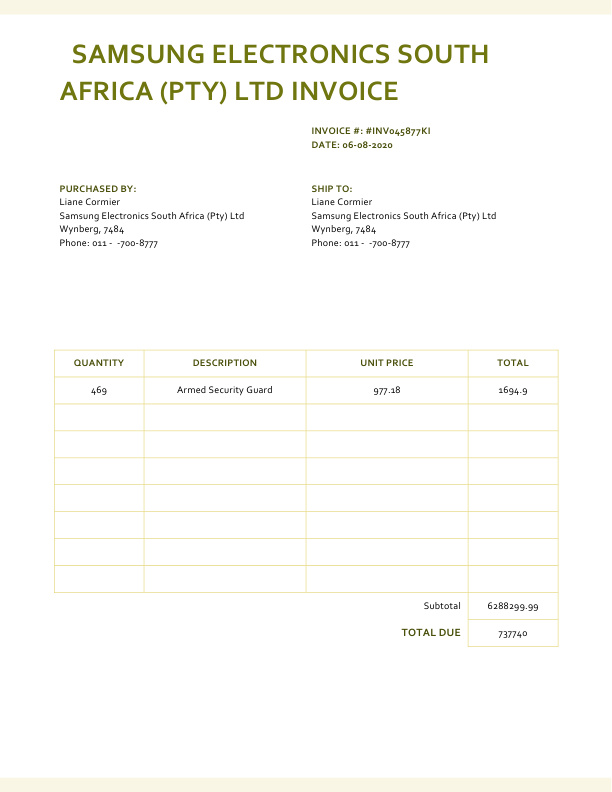 SAMSUNG ELECTRONICS SOUTH
AFRICA (PTY) LTD INVOICE
INVOICE #: #INV045877KI
DATE: 06-08-2020
PURCHASED BY:
Liane Cormier
Samsung Electronics South Africa (Pty) Ltd
Wynberg, 7484
Phone: 011 -  -700-8777
SHIP TO:
Liane Cormier
Samsung Electronics South Africa (Pty) Ltd
Wynberg, 7484
Phone: 011 -  -700-8777
QUANTITY DESCRIPTION UNIT PRICE TOTAL
469 Armed Security Guard 977.18 1694.9
Subtotal 6288299.99
TOTAL DUE 737740